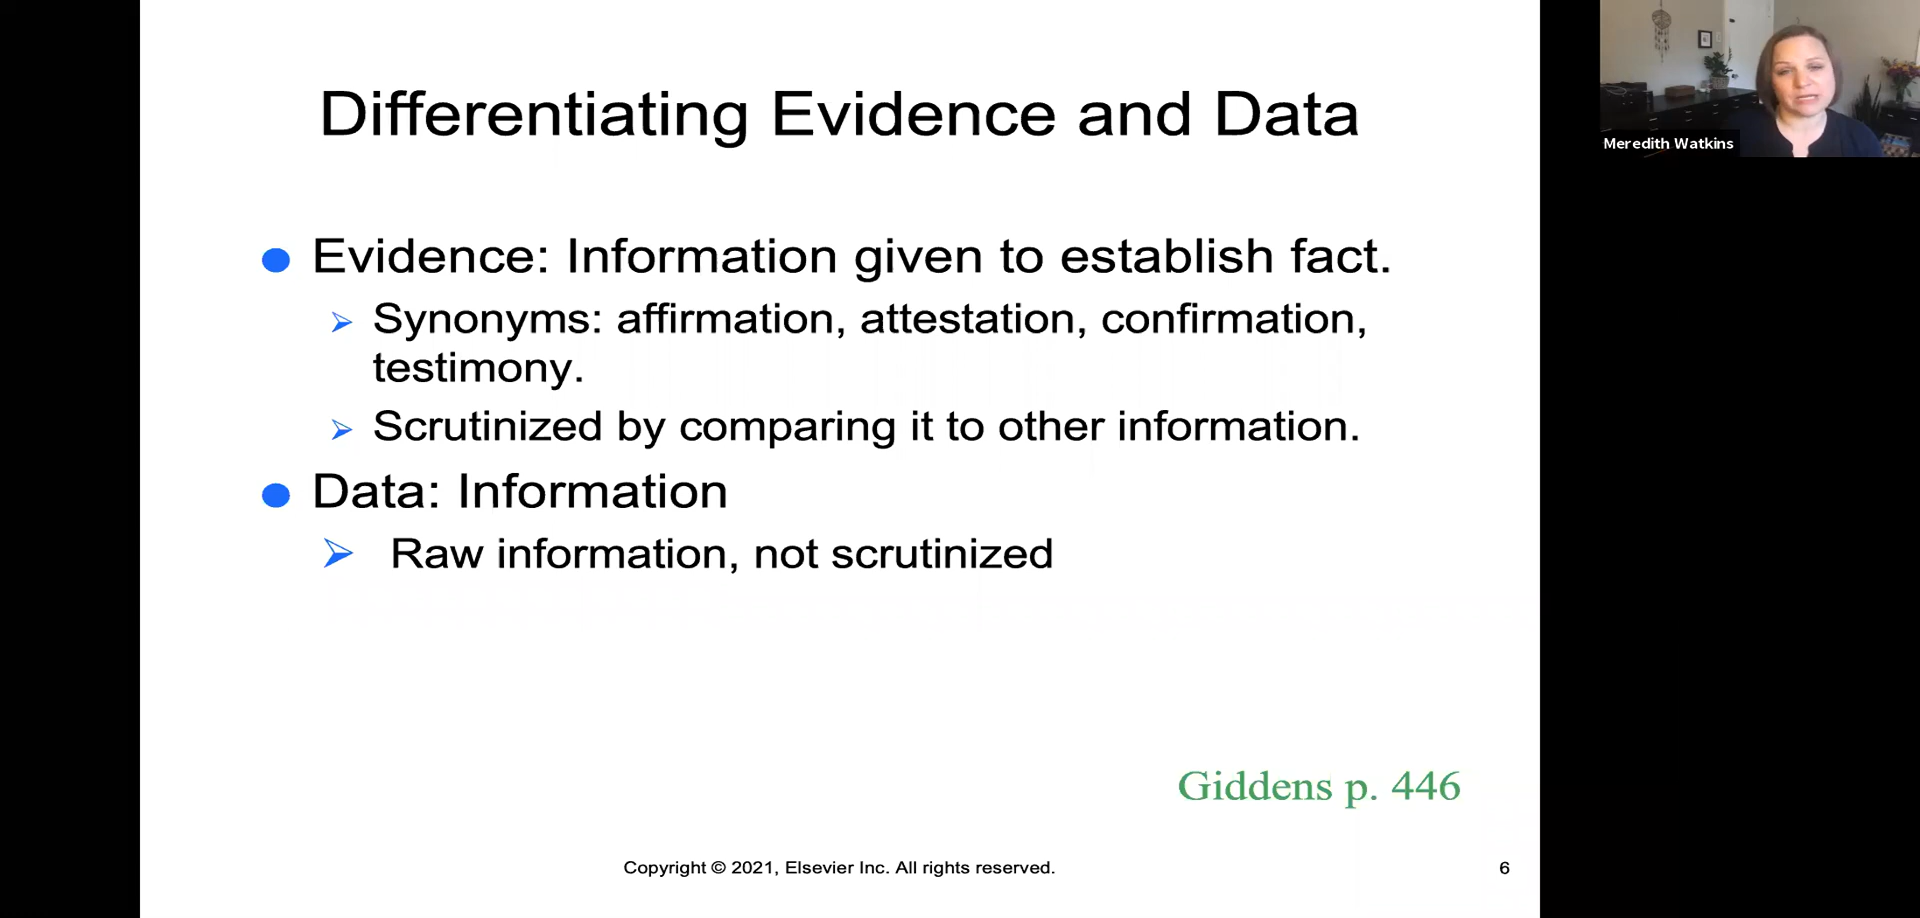 Differentiating Evidence and Data
Evidence: Information given to establish fact.
Synonyms: affirmation, attestation, confirmation,
testimony.
Scrutinized by comparing it to other information.
Data: Information
Raw information, not scrutinized
Giddens p. 446
Copyright © 2021, Elsevier Inc. All rights reserved.
6
Meredith Watkins